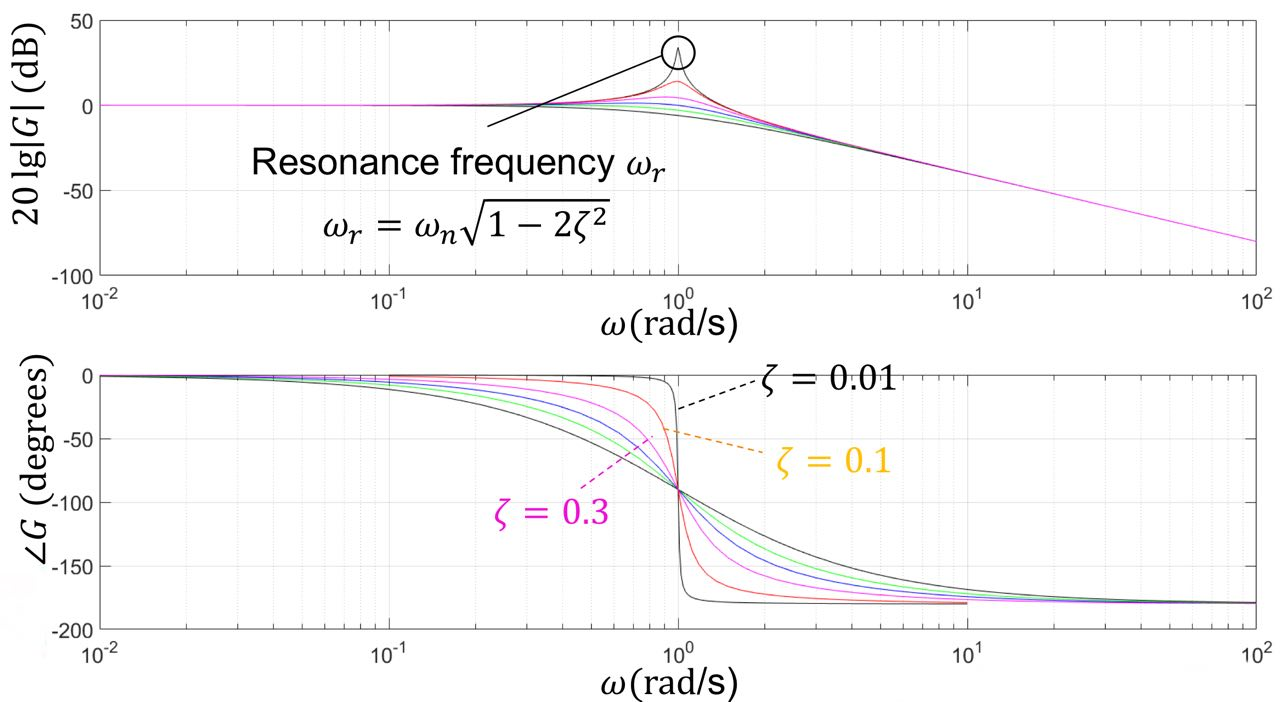 50
0
-50
-100
20 lg|G| (dB)
Resonance frequency ωᵣ
ωᵣ = ωₙ√(1 − 2ζ²)
10⁻² 10⁻¹ 10⁰ 10¹ 10²
ω(rad/s)
0
-50
-100
-150
-200
∠G (degrees)
ζ = 0.01
ζ = 0.1
ζ = 0.3
10⁻² 10⁻¹ 10⁰ 10¹ 10²
ω(rad/s)